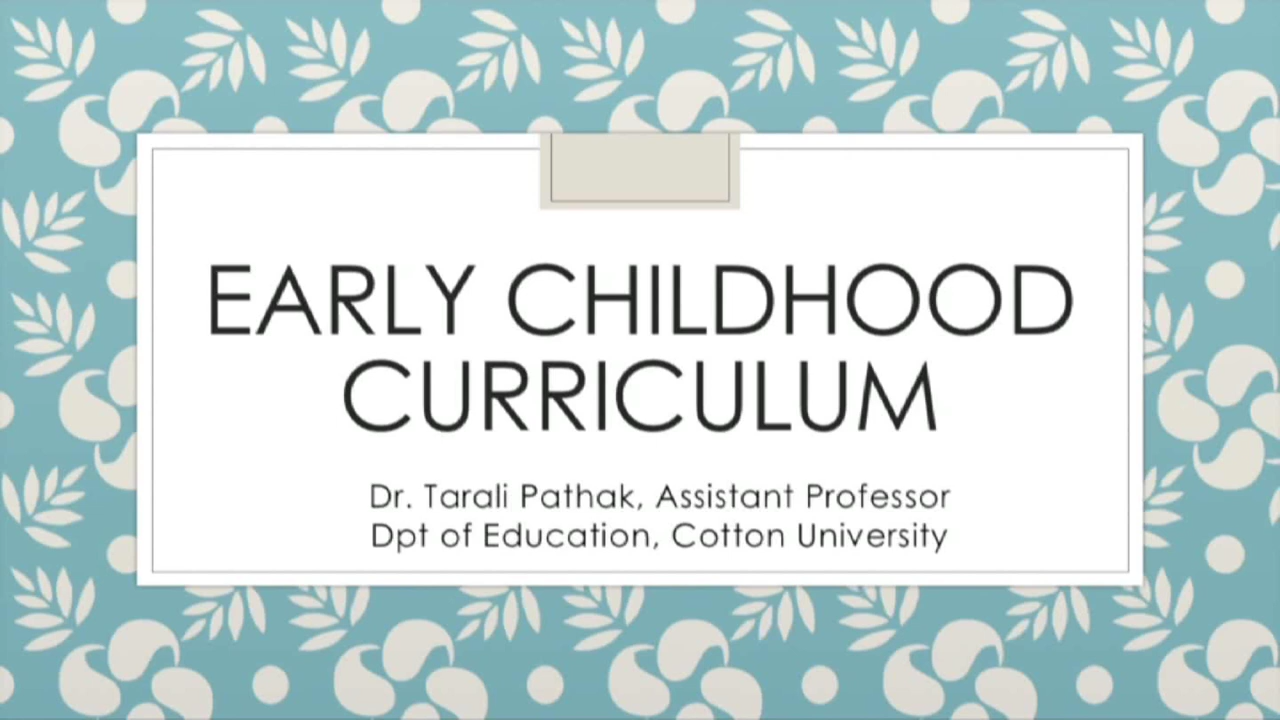 EARLY CHILDHOOD
CURRICULUM
Dr. Tarali Pathak, Assistant Professor
Dpt of Education, Cotton University